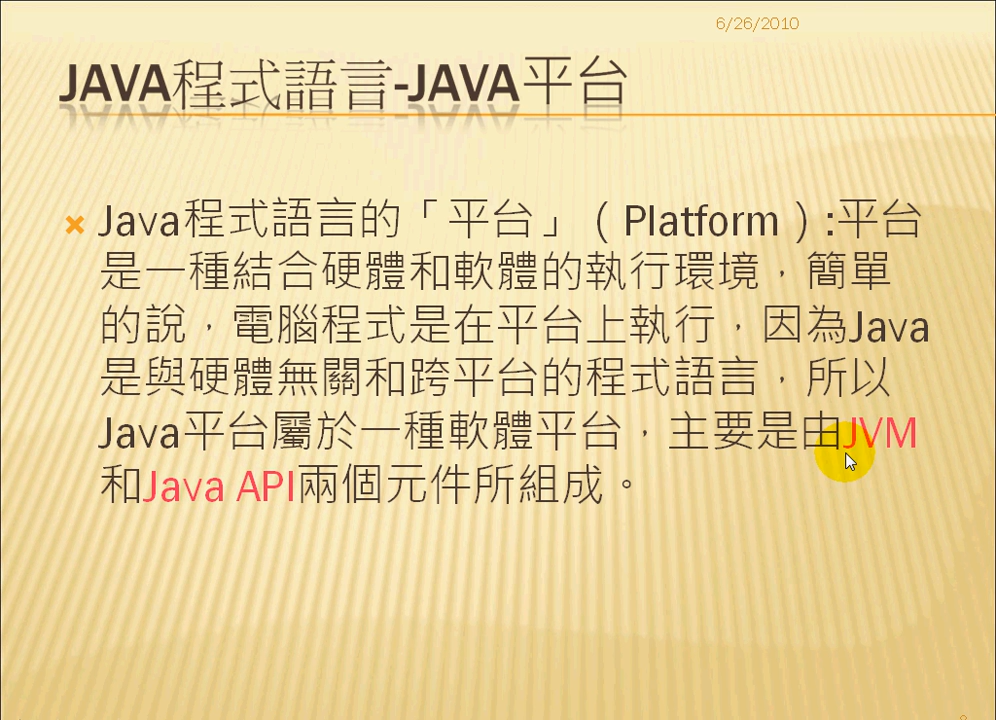 6/26/2010
JAVA程式語言-JAVA平台
Java程式語言的「平台」（Platform）:平台
是一種結合硬體和軟體的執行環境，簡單
的說，電腦程式是在平台上執行，因為Java
是與硬體無關和跨平台的程式語言，所以
Java平台屬於一種軟體平台，主要是由JVM
和Java API兩個元件所組成。